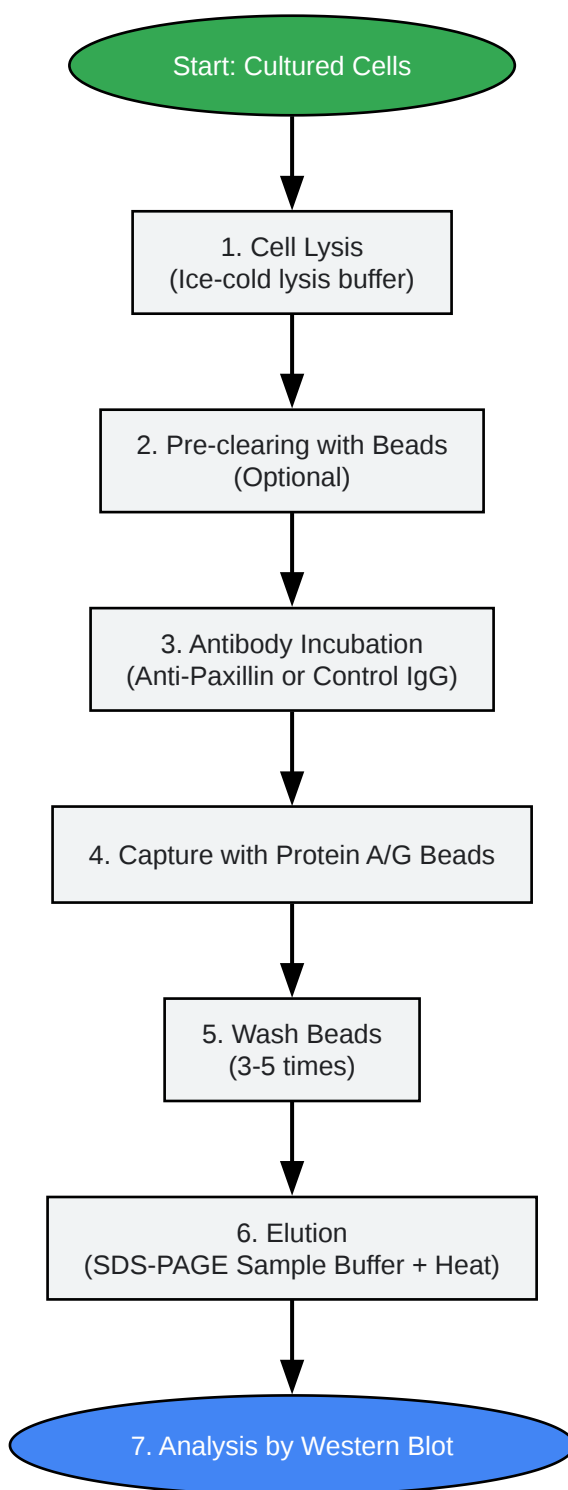 Start: Cultured Cells
1. Cell Lysis
(Ice-cold lysis buffer)
2. Pre-clearing with Beads
(Optional)
3. Antibody Incubation
(Anti-Paxillin or Control IgG)
4. Capture with Protein A/G Beads
5. Wash Beads
(3-5 times)
6. Elution
(SDS-PAGE Sample Buffer + Heat)
7. Analysis by Western Blot